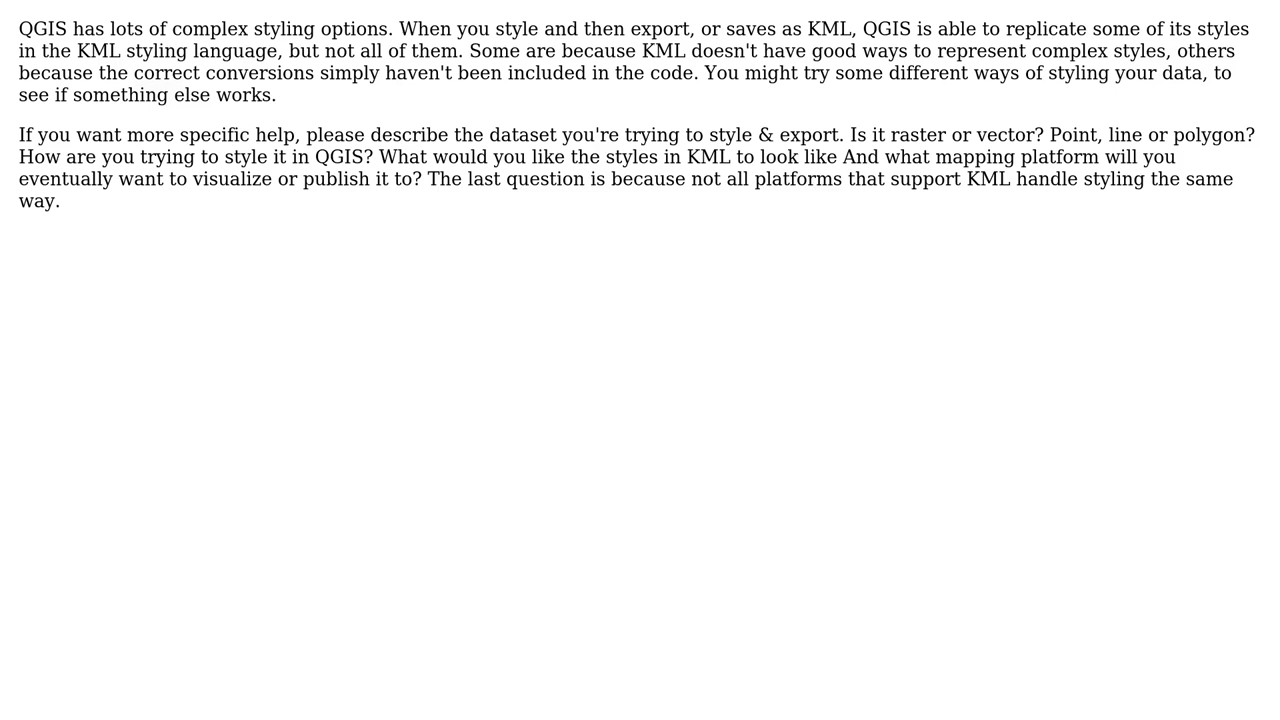 QGIS has lots of complex styling options. When you style and then export, or saves as KML, QGIS is able to replicate some of its styles
in the KML styling language, but not all of them. Some are because KML doesn't have good ways to represent complex styles, others
because the correct conversions simply haven't been included in the code. You might try some different ways of styling your data, to
see if something else works.
If you want more specific help, please describe the dataset you're trying to style & export. Is it raster or vector? Point, line or polygon?
How are you trying to style it in QGIS? What would you like the styles in KML to look like And what mapping platform will you
eventually want to visualize or publish it to? The last question is because not all platforms that support KML handle styling the same
way.